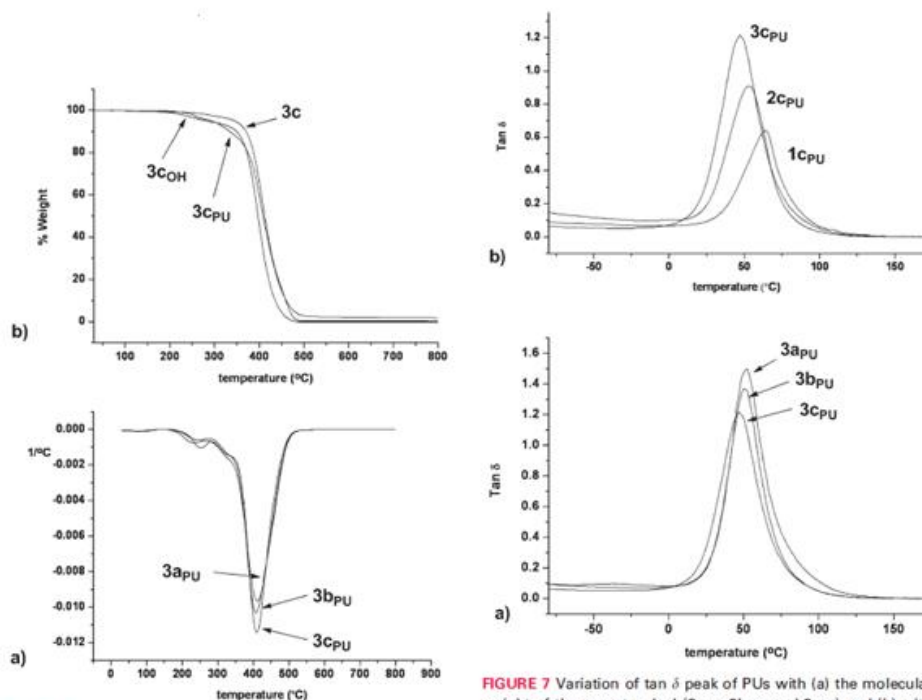 100
80
60
40
20
0
% Weight
3c
3cOH
3cPU
100 200 300 400 500 600 700 800
temperature (ºC)
b)
0.000
1/ºC
-0.002
-0.004
-0.006
-0.008
-0.010
-0.012
3aPU
3bPU
3cPU
0 100 200 300 400 500 600 700 800 900
temperature (ºC)
a)
1.2
1.0
0.8
0.6
0.4
0.2
0.0
Tan δ
3cPU
2cPU
1cPU
-50 0 50 100 150
temperature (ºC)
b)
1.6
1.4
1.2
1.0
0.8
0.6
0.4
0.2
0.0
Tan δ
3aPU
3bPU
3cPU
-50 0 50 100 150
temperature (ºC)
a)
FIGURE 7 Variation of tan δ peak of PUs with (a) the molecula